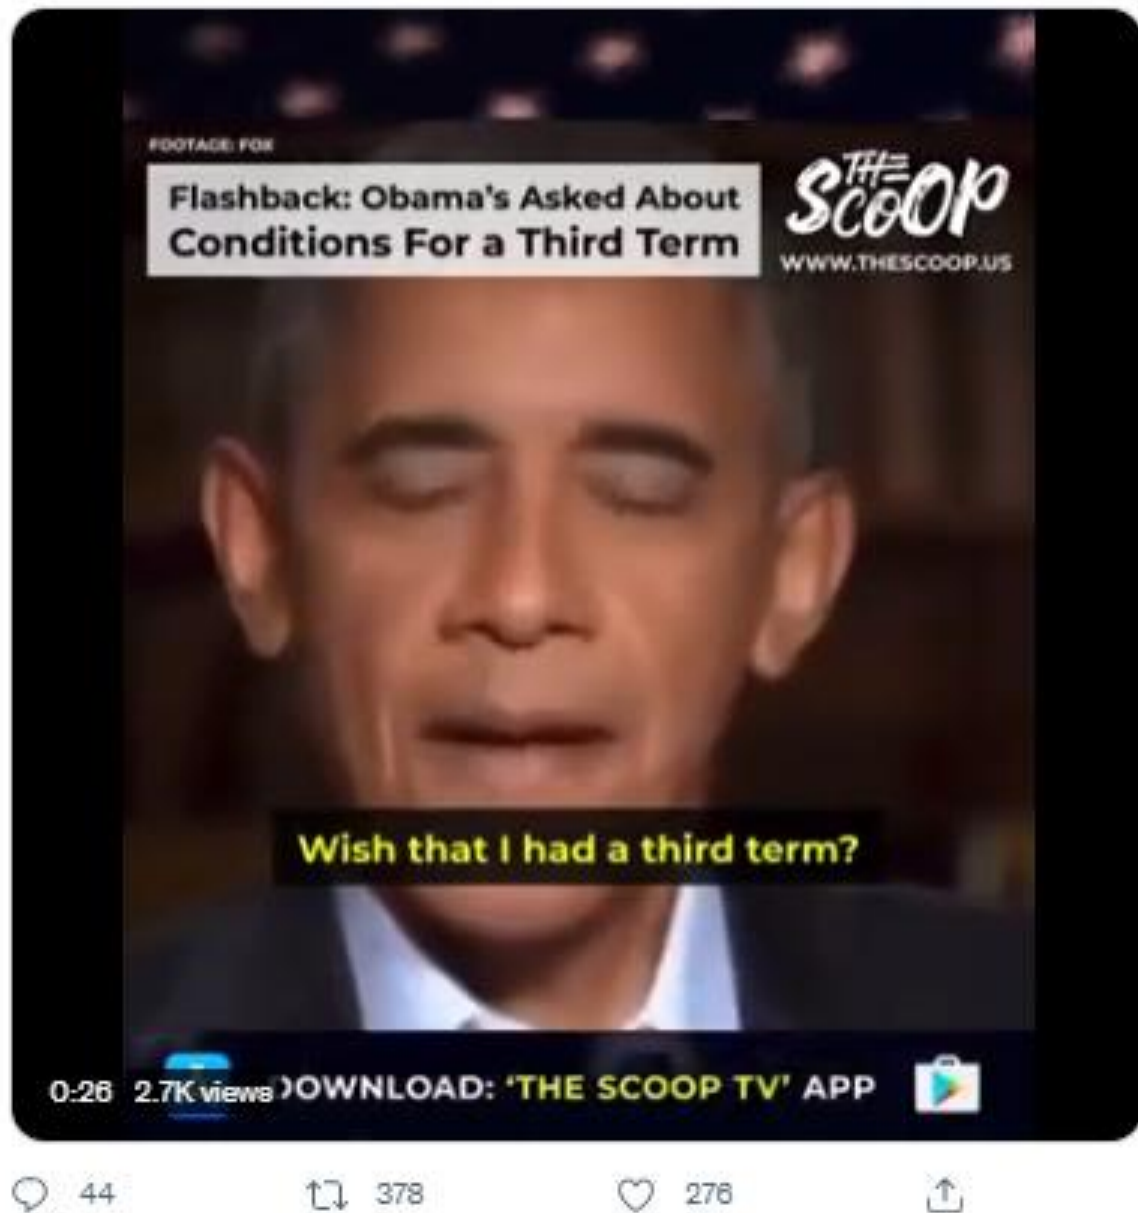 FOOTAGE: FOX
Flashback: Obama's Asked About
Conditions For a Third Term
THE
SCOOP
WWW.THESCOOP.US
Wish that I had a third term?
0:26 2.7K views
DOWNLOAD: ‘THE SCOOP TV’ APP
44 378 276